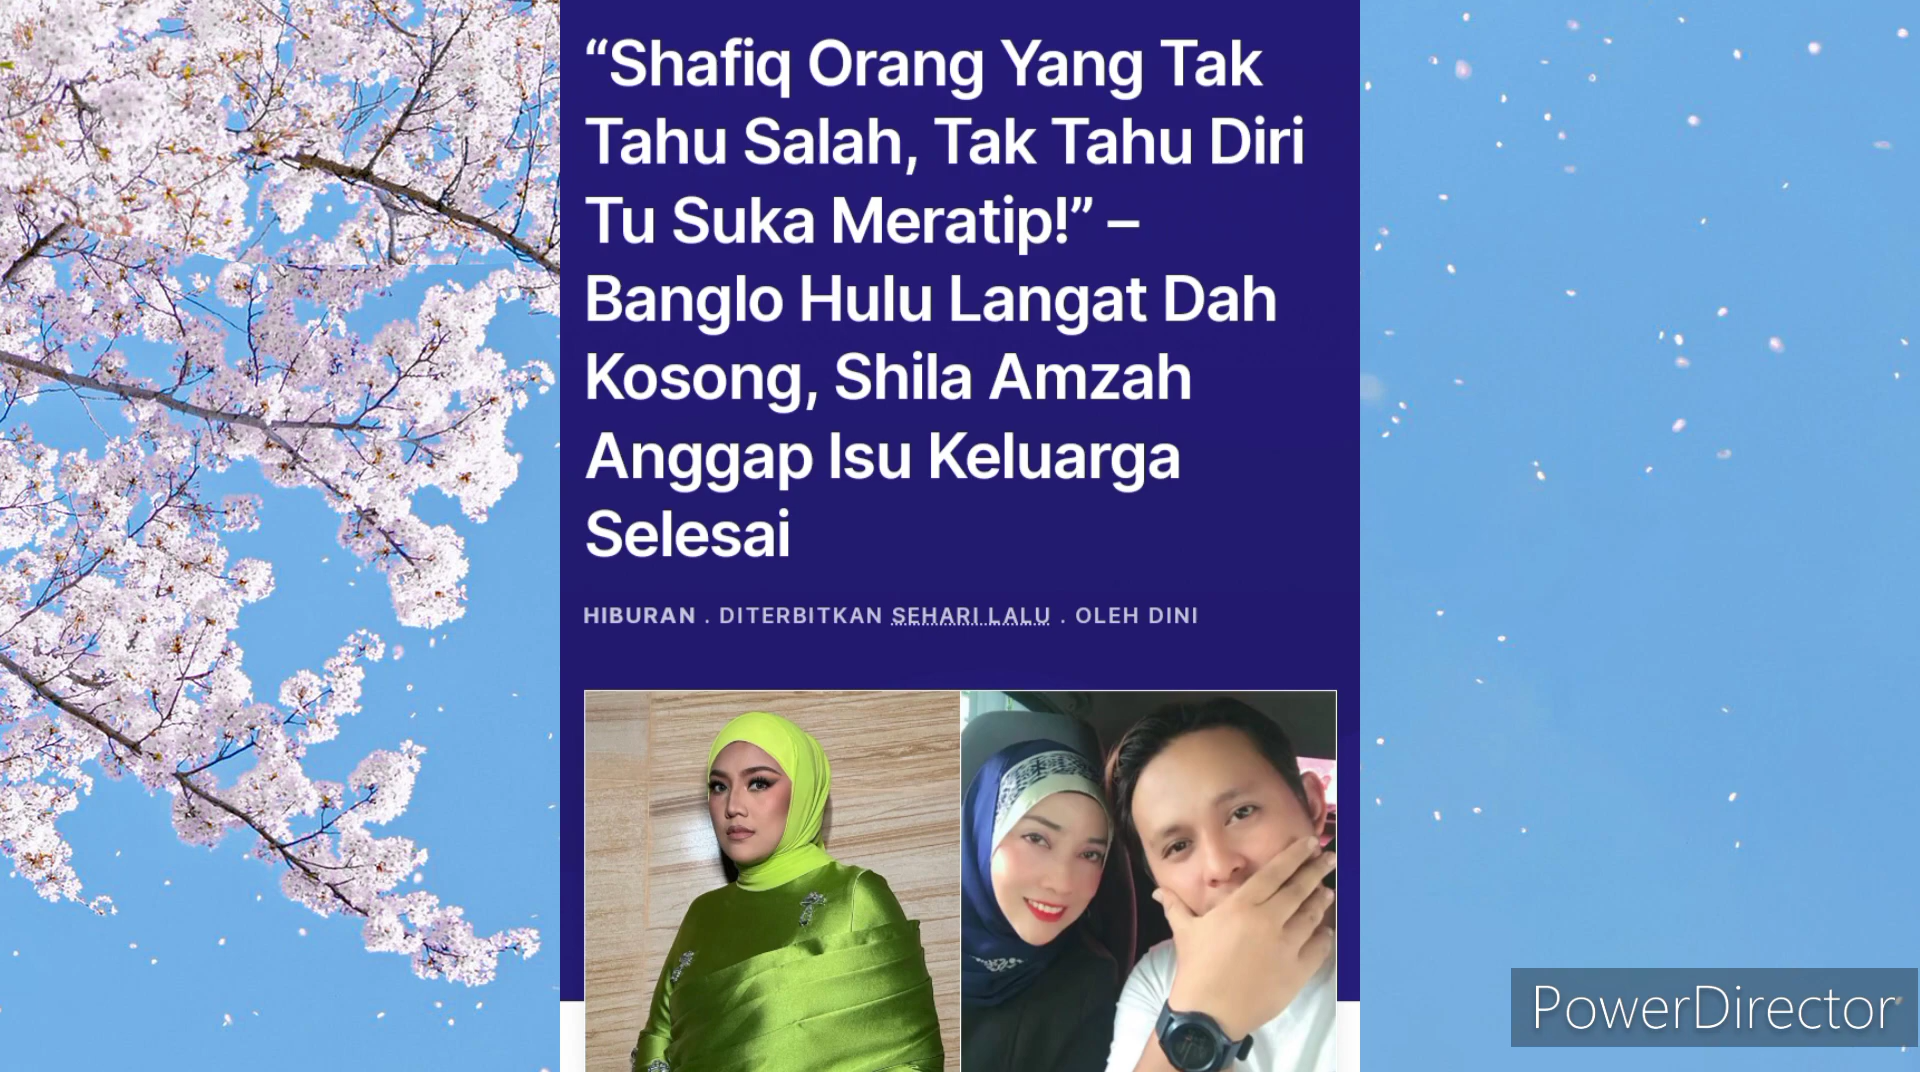 “Shafiq Orang Yang Tak
Tahu Salah, Tak Tahu Diri
Tu Suka Meratip!” –
Banglo Hulu Langat Dah
Kosong, Shila Amzah
Anggap Isu Keluarga
Selesai
HIBURAN . DITERBITKAN SEHARI LALU . OLEH DINI
PowerDirector